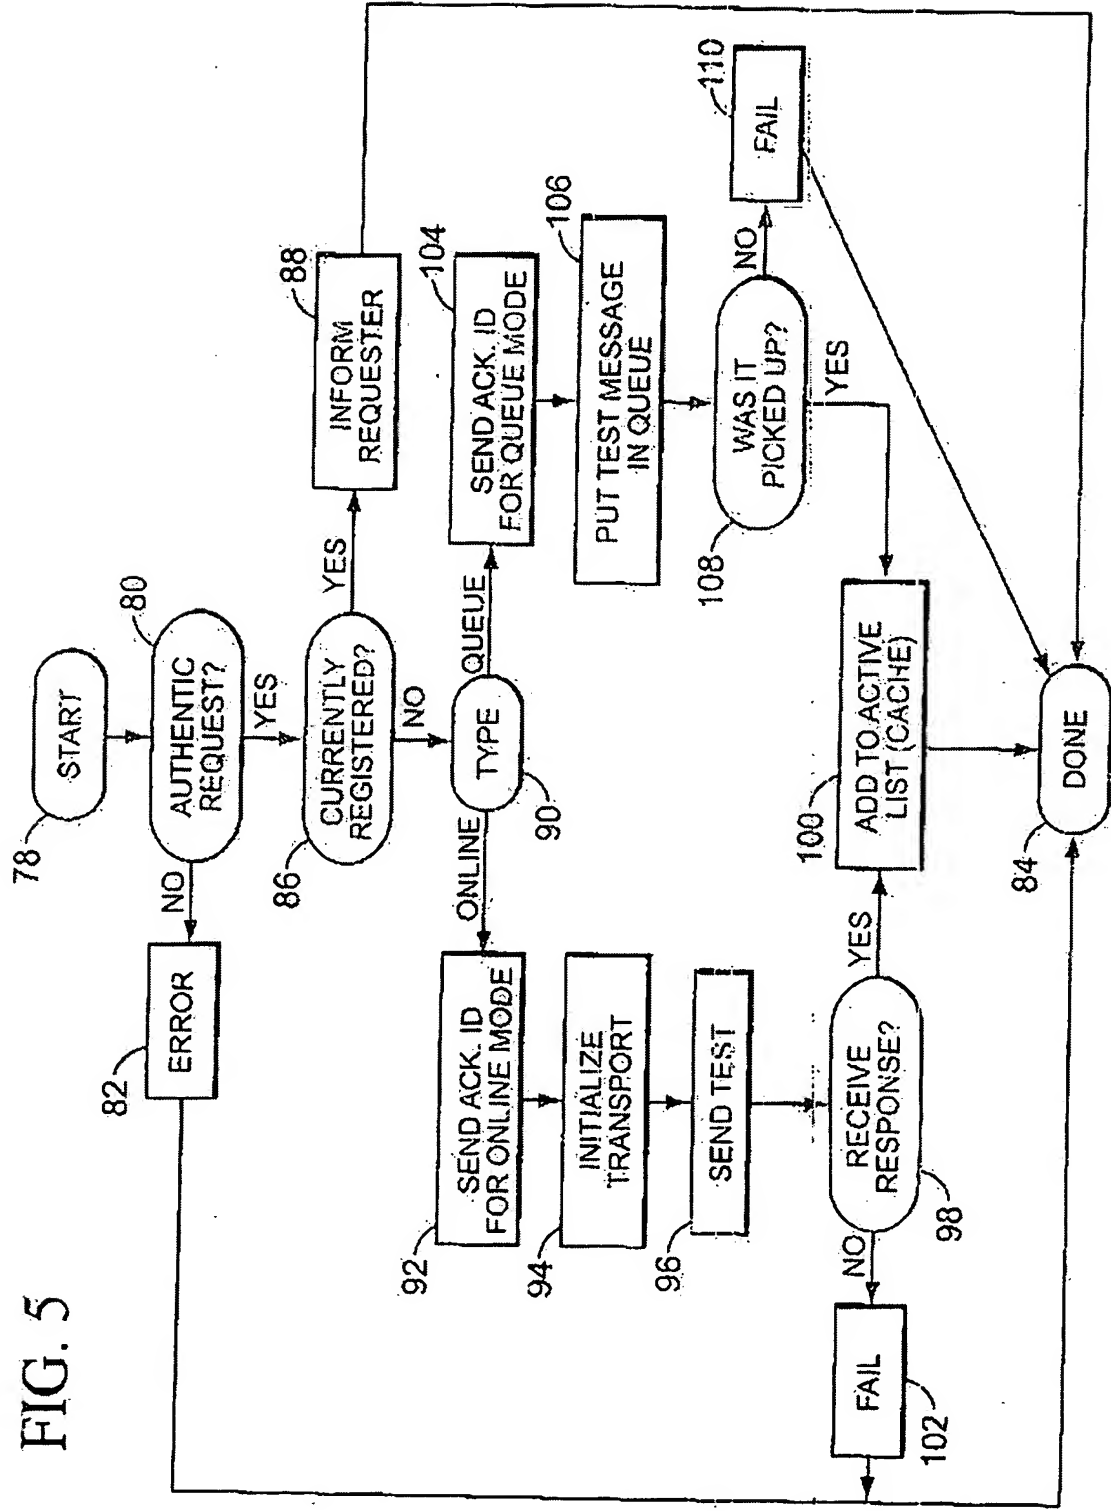 FIG. 5
78
START
80
AUTHENTIC
REQUEST?
NO
YES
82
ERROR
86
CURRENTLY
REGISTERED?
YES
NO
88
INFORM
REQUESTER
90
TYPE
ONLINE
QUEUE
92
SEND ACK. ID
FOR ONLINE MODE
94
INITIALIZE
TRANSPORT
96
SEND TEST
98
RECEIVE
RESPONSE?
NO
YES
102
FAIL
104
SEND ACK. ID
FOR QUEUE MODE
106
PUT TEST MESSAGE
IN QUEUE
108
WAS IT
PICKED UP?
NO
YES
110
FAIL
100
ADD TO ACTIVE
LIST (CACHE)
84
DONE